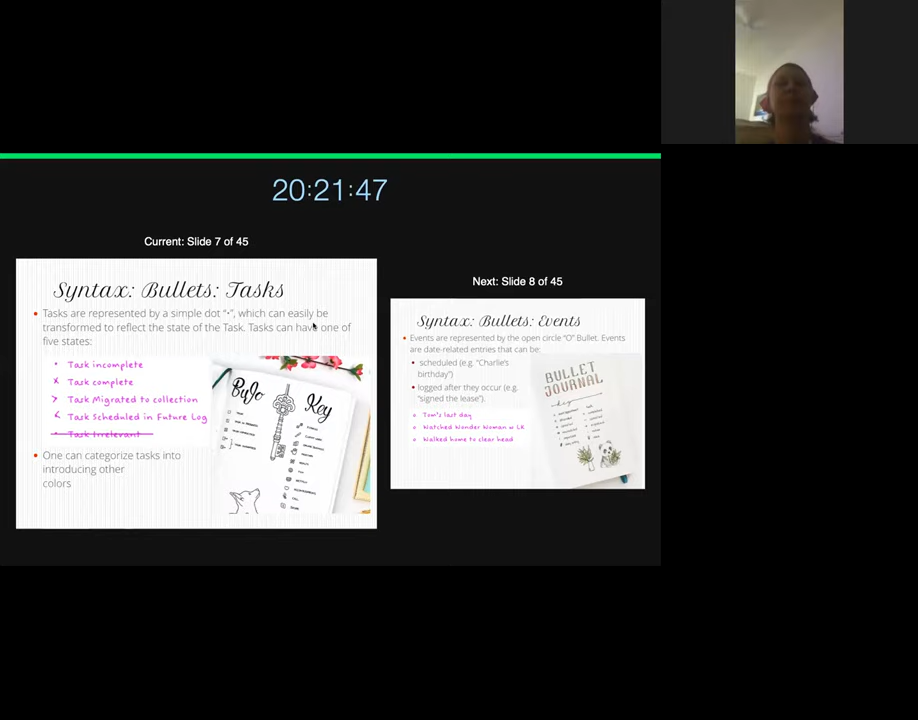 20:21:47
Current: Slide 7 of 45
Syntax: Bullets: Tasks
Tasks are represented by a simple dot “•”, which can easily be
transformed to reflect the state of the Task. Tasks can have one of
five states:
• Task incomplete
x Task complete
> Task Migrated to collection
< Task Scheduled in Future Log
• Task Irrelevant
One can categorize tasks into
introducing other
colors
BuJo
Key
Next: Slide 8 of 45
Syntax: Bullets: Events
Events are represented by the open circle “O” Bullet. Events
are date-related entries that can be:
scheduled (e.g. “Charlie's
birthday”)
logged after they occur (e.g.
“signed the lease”).
o Tom's last day
o Watched Wonder Woman w LK
o Walked home to clear head
BULLET
JOURNAL
key